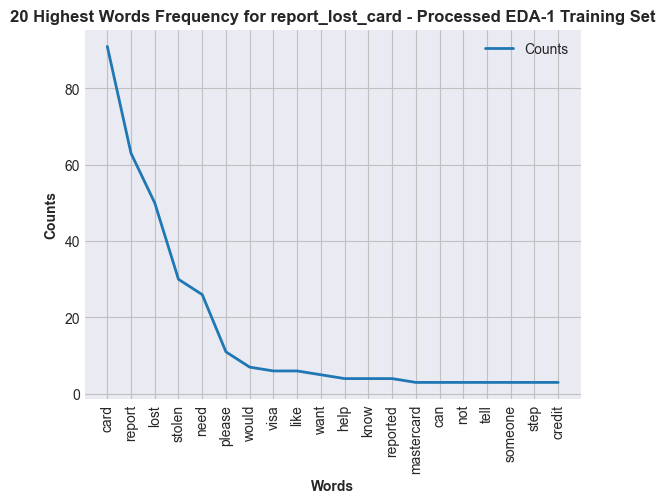 20 Highest Words Frequency for report_lost_card - Processed EDA-1 Training Set
Counts
Counts
80
60
40
20
0
card
report
lost
stolen
need
please
would
visa
like
want
help
know
reported
mastercard
can
not
tell
someone
step
credit
Words